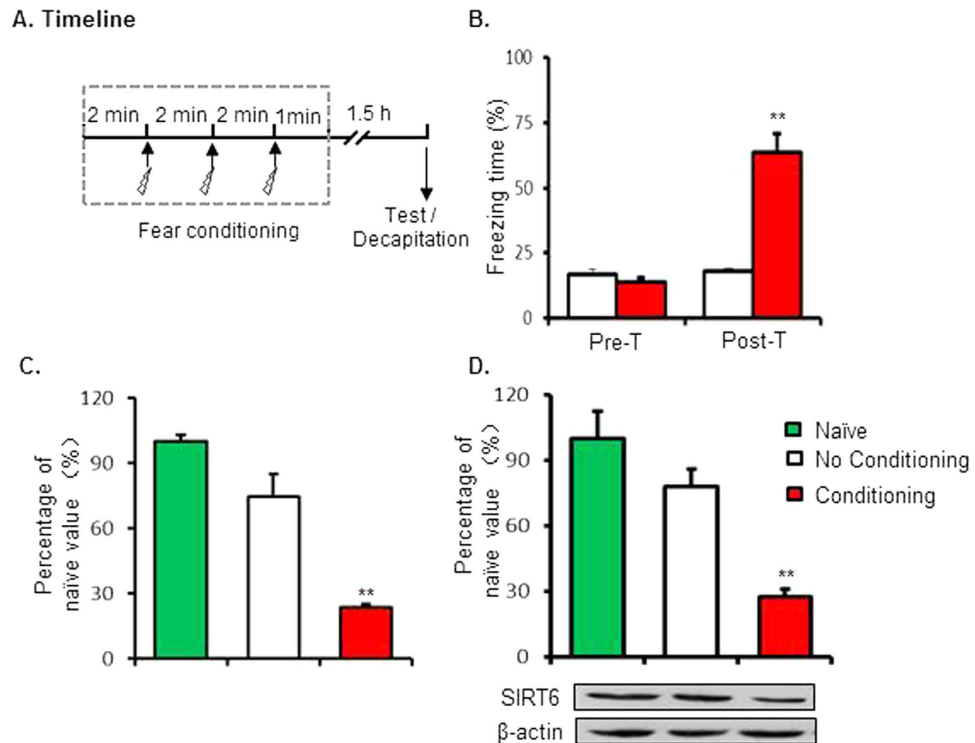 A. Timeline
2 min 2 min 2 min 1min 1.5 h
Fear conditioning
Test /
Decapitation
B.
Freezing time (%)
100
75
50
25
0
**
Pre-T Post-T
C.
Percentage of
naïve value (%)
120
90
60
30
0
**
D.
Percentage of
naïve value (%)
120
90
60
30
0
**
Naïve
No Conditioning
Conditioning
SIRT6
β-actin